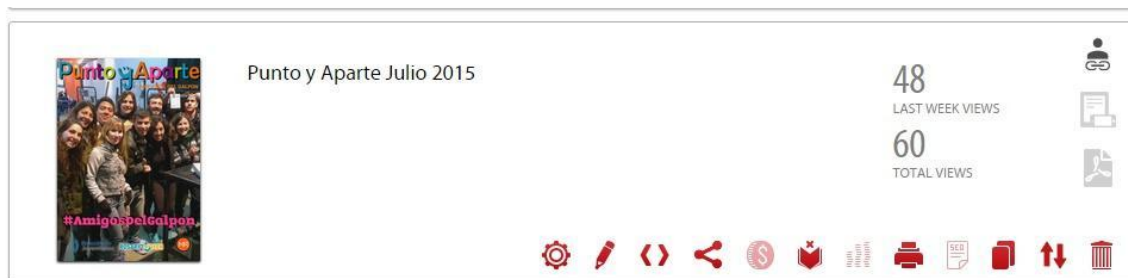 Punto y Aparte
Punto y Aparte Julio 2015
48
LAST WEEK VIEWS
60
TOTAL VIEWS
#AmigosDelGalpon
SEO